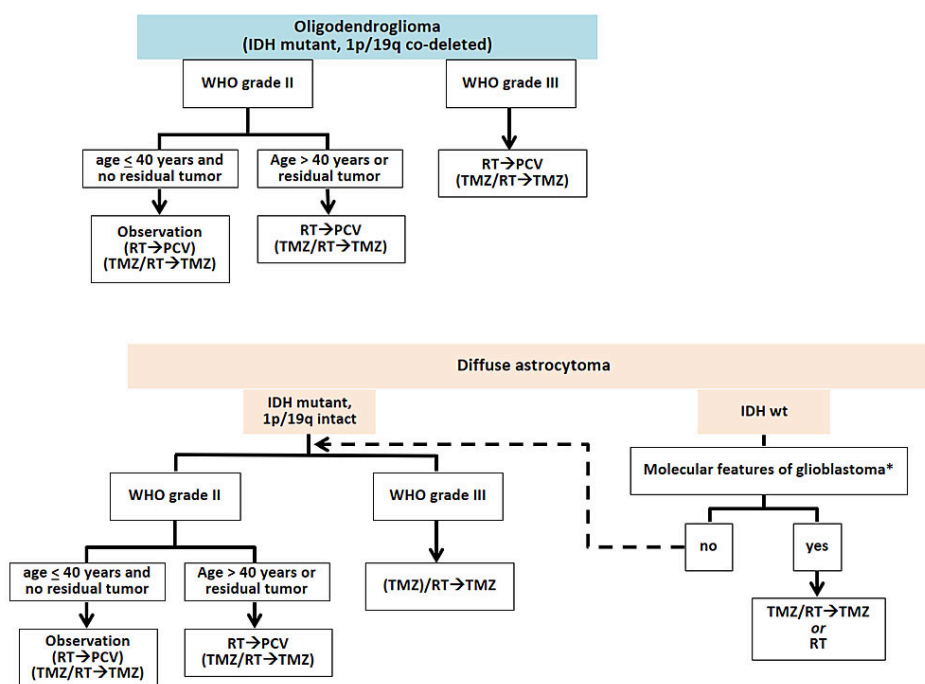 Oligodendroglioma
(IDH mutant, 1p/19q co-deleted)
WHO grade II
WHO grade III
age ≤ 40 years and
no residual tumor
Age > 40 years or
residual tumor
RT→PCV
(TMZ/RT→TMZ)
Observation
(RT→PCV)
(TMZ/RT→TMZ)
RT→PCV
(TMZ/RT→TMZ)
Diffuse astrocytoma
IDH mutant,
1p/19q intact
IDH wt
Molecular features of glioblastoma*
WHO grade II
WHO grade III
no
yes
age ≤ 40 years and
no residual tumor
Age > 40 years or
residual tumor
(TMZ)/RT→TMZ
TMZ/RT→TMZ
or
RT
Observation
(RT→PCV)
(TMZ/RT→TMZ)
RT→PCV
(TMZ/RT→TMZ)